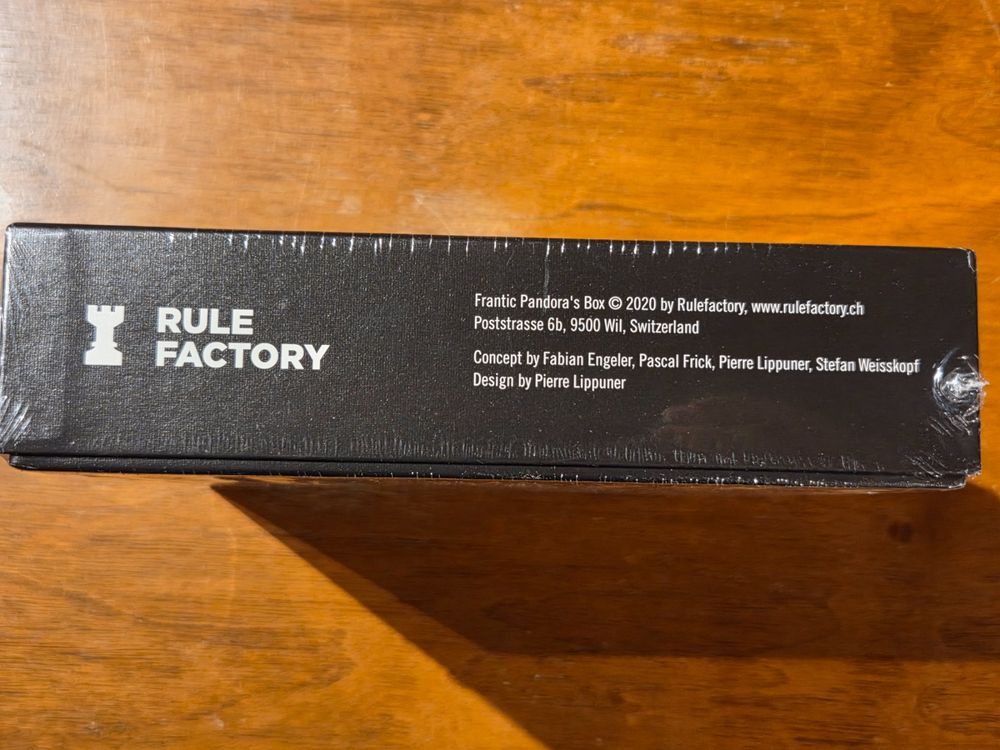 RULE
FACTORY
Frantic Pandora's Box © 2020 by Rulefactory, www.rulefactory.ch
Poststrasse 6b, 9500 Wil, Switzerland
Concept by Fabian Engeler, Pascal Frick, Pierre Lippuner, Stefan Weisskopf
Design by Pierre Lippuner